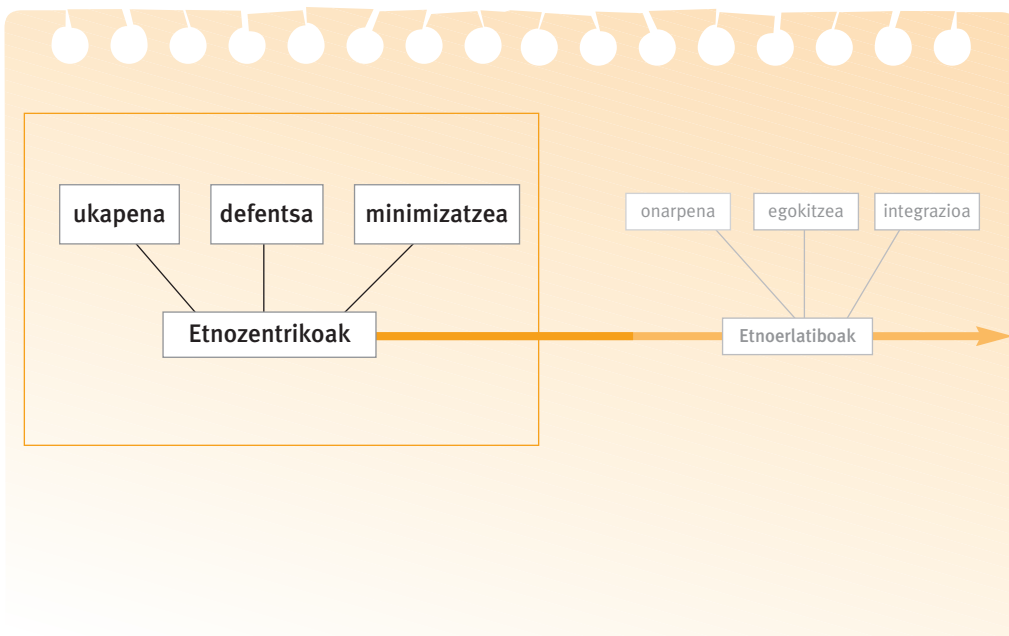 ukapena
defentsa
minimizatzea
Etnozentrikoak
onarpena
egokitzea
integrazioa
Etnoerlatiboak